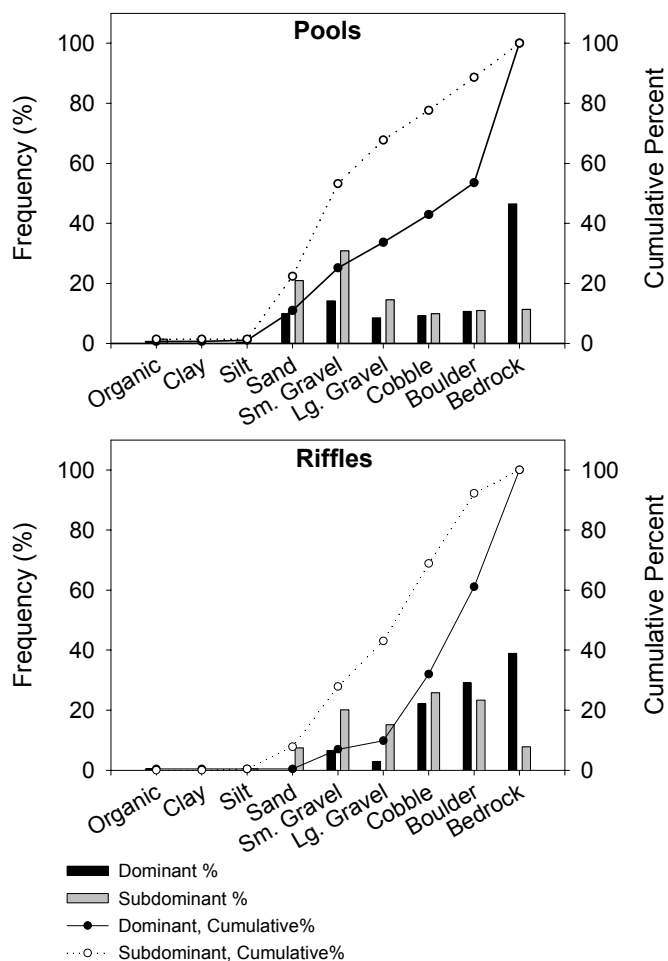 Pools
Frequency (%)
100
80
60
40
20
0
100
80
60
40
20
0
Cumulative Percent
Organic
Clay
Silt
Sand
Sm. Gravel
Lg. Gravel
Cobble
Boulder
Bedrock
Riffles
Frequency (%)
100
80
60
40
20
0
100
80
60
40
20
0
Cumulative Percent
Organic
Clay
Silt
Sand
Sm. Gravel
Lg. Gravel
Cobble
Boulder
Bedrock
Dominant %
Subdominant %
Dominant, Cumulative%
Subdominant, Cumulative%